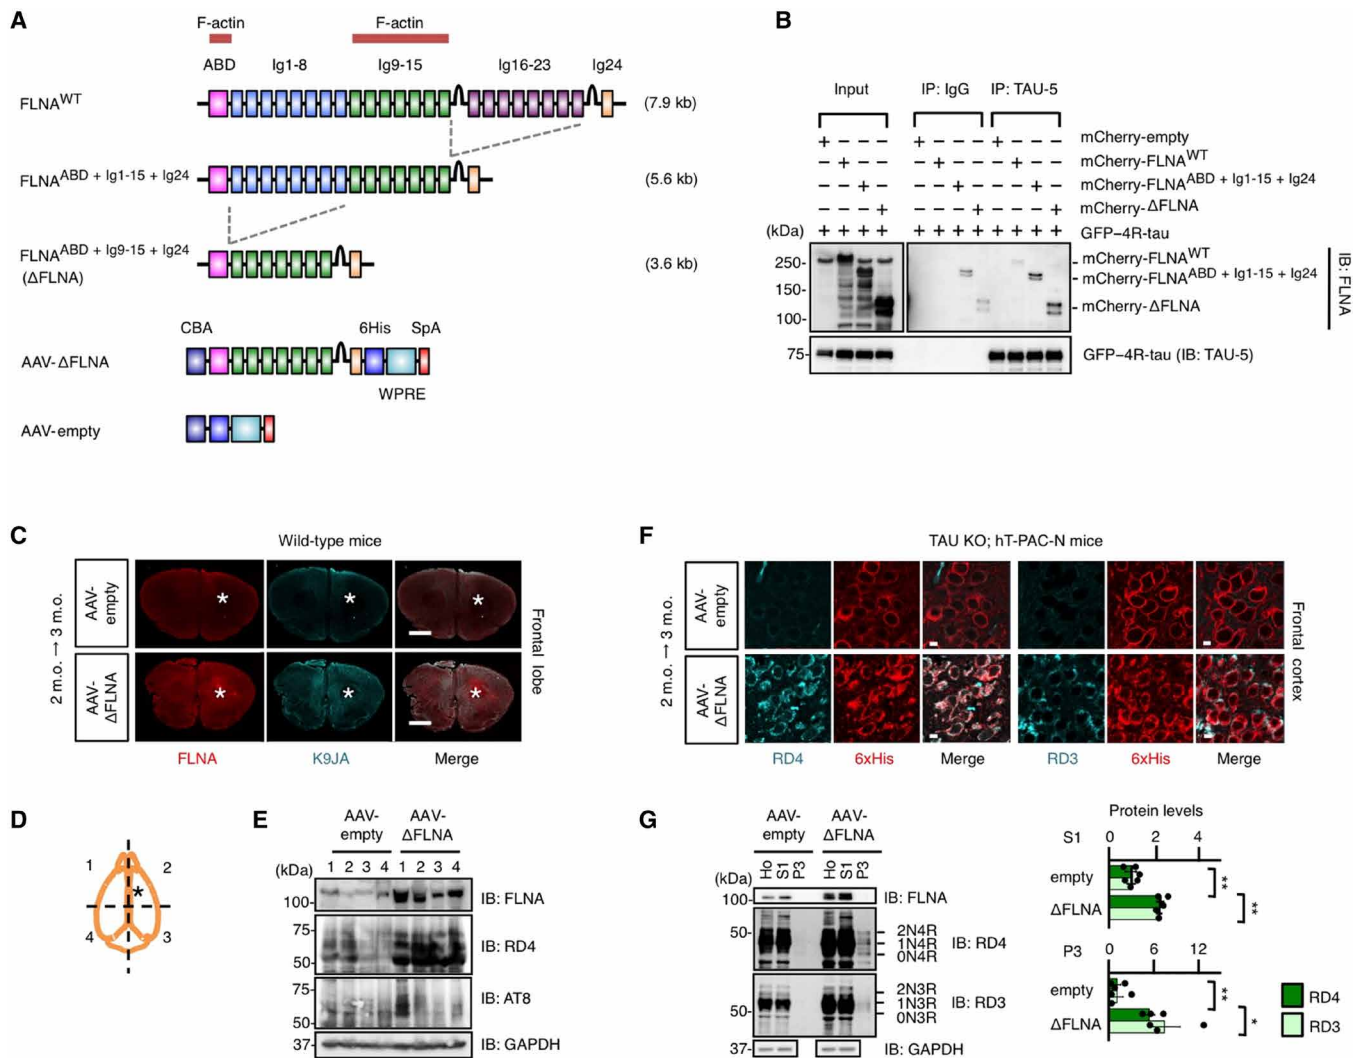 A
F-actin
F-actin
ABD
Ig1-8
Ig9-15
Ig16-23
Ig24
FLNA^WT
(7.9 kb)
FLNA^ABD + Ig1-15 + Ig24
(5.6 kb)
FLNA^ABD + Ig9-15 + Ig24
(ΔFLNA)
(3.6 kb)
CBA
6His
SpA
AAV-ΔFLNA
WPRE
AAV-empty
B
Input
IP: IgG
IP: TAU-5
+ – – – + – – – + – – – mCherry-empty
– + – – – + – – – + – – mCherry-FLNA^WT
– – + – – – + – – – + – mCherry-FLNA^ABD + Ig1-15 + Ig24
– – – + – – – + – – – + mCherry-ΔFLNA
(kDa) + + + + + + + + + + + + GFP–4R-tau
250-
150-
100-
mCherry-FLNA^WT
mCherry-FLNA^ABD + Ig1-15 + Ig24
mCherry-ΔFLNA
IB: FLNA
75-
GFP–4R-tau (IB: TAU-5)
C
Wild-type mice
2 m.o. → 3 m.o.
AAV-
empty
*
*
*
AAV-
ΔFLNA
*
*
*
Frontal lobe
FLNA
K9JA
Merge
F
TAU KO; hT-PAC-N mice
2 m.o. → 3 m.o.
AAV-
empty
AAV-
ΔFLNA
Frontal cortex
RD4
6xHis
Merge
RD3
6xHis
Merge
D
1
2
*
4
3
E
AAV-
empty
AAV-
ΔFLNA
(kDa)
1 2 3 4 1 2 3 4
100-
IB: FLNA
75-
50-
IB: RD4
75-
50-
IB: AT8
37-
IB: GAPDH
G
AAV-
empty
AAV-
ΔFLNA
(kDa)
Ho S1 P3 Ho S1 P3
100-
IB: FLNA
50-
2N4R
1N4R
0N4R
IB: RD4
50-
2N3R
1N3R
0N3R
IB: RD3
37-
IB: GAPDH
Protein levels
S1
0 2 4
empty
**
ΔFLNA
**
P3
0 6 12
empty
**
ΔFLNA
*
RD4
RD3